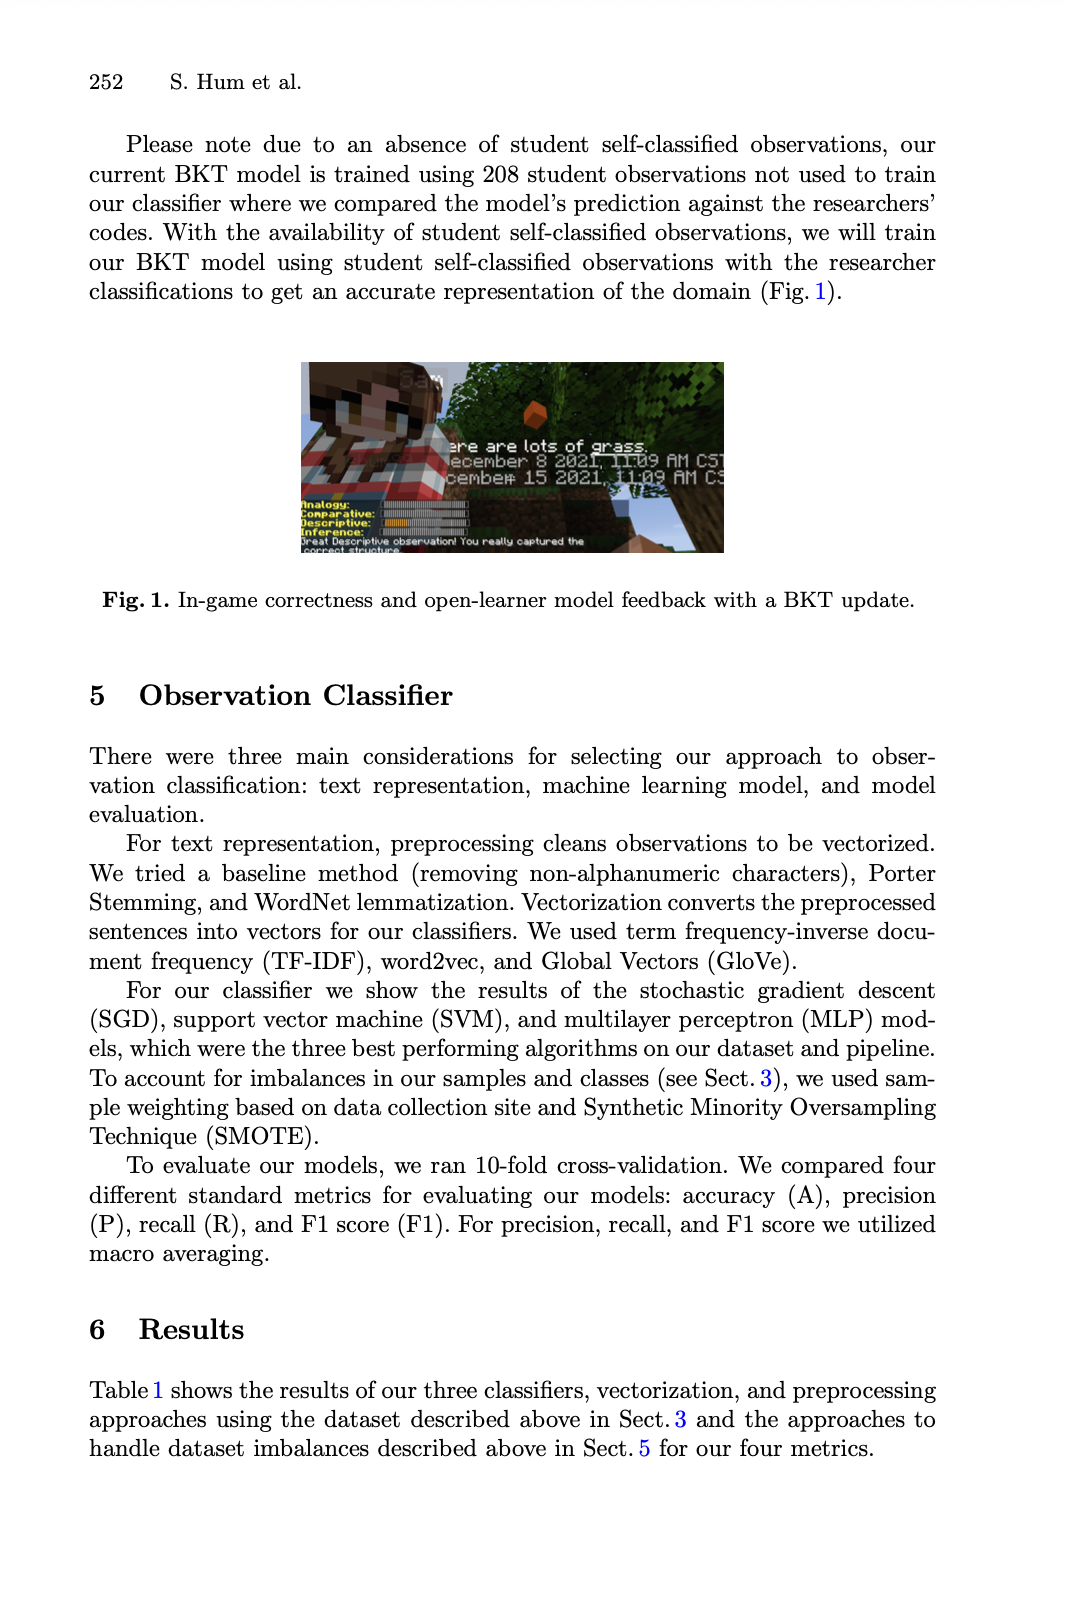 252 S. Hum et al.
Please note due to an absence of student self-classified observations, our
current BKT model is trained using 208 student observations not used to train
our classifier where we compared the model's prediction against the researchers'
codes. With the availability of student self-classified observations, we will train
our BKT model using student self-classified observations with the researcher
classifications to get an accurate representation of the domain (Fig. 1).
Sam
ere are lots of grass.
ecember 8 2021, 11:09 AM CST
cember 15 2021, 11:09 AM CS
Analogy:
Comparative:
Descriptive:
Inference:
Great Descriptive observation! You really captured the
correct structure
Fig. 1. In-game correctness and open-learner model feedback with a BKT update.
5 Observation Classifier
There were three main considerations for selecting our approach to obser-
vation classification: text representation, machine learning model, and model
evaluation.
For text representation, preprocessing cleans observations to be vectorized.
We tried a baseline method (removing non-alphanumeric characters), Porter
Stemming, and WordNet lemmatization. Vectorization converts the preprocessed
sentences into vectors for our classifiers. We used term frequency-inverse docu-
ment frequency (TF-IDF), word2vec, and Global Vectors (GloVe).
For our classifier we show the results of the stochastic gradient descent
(SGD), support vector machine (SVM), and multilayer perceptron (MLP) mod-
els, which were the three best performing algorithms on our dataset and pipeline.
To account for imbalances in our samples and classes (see Sect. 3), we used sam-
ple weighting based on data collection site and Synthetic Minority Oversampling
Technique (SMOTE).
To evaluate our models, we ran 10-fold cross-validation. We compared four
different standard metrics for evaluating our models: accuracy (A), precision
(P), recall (R), and F1 score (F1). For precision, recall, and F1 score we utilized
macro averaging.
6 Results
Table 1 shows the results of our three classifiers, vectorization, and preprocessing
approaches using the dataset described above in Sect. 3 and the approaches to
handle dataset imbalances described above in Sect. 5 for our four metrics.